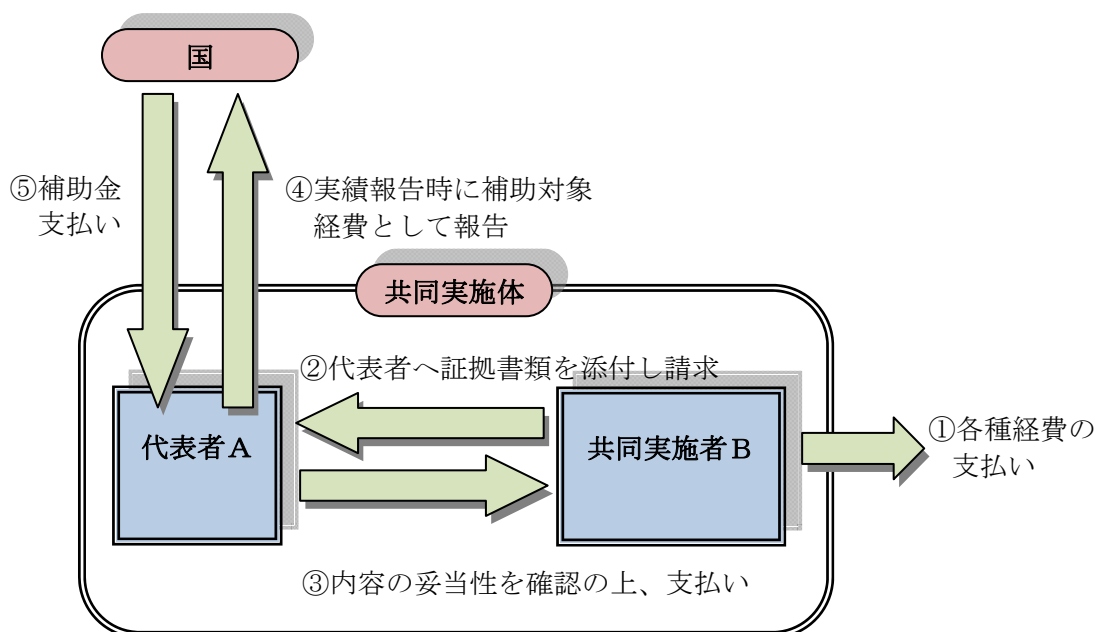 国
⑤補助金
支払い
④実績報告時に補助対象
経費として報告
共同実施体
②代表者へ証拠書類を添付し請求
代表者A
共同実施者B
①各種経費の
支払い
③内容の妥当性を確認の上、支払い